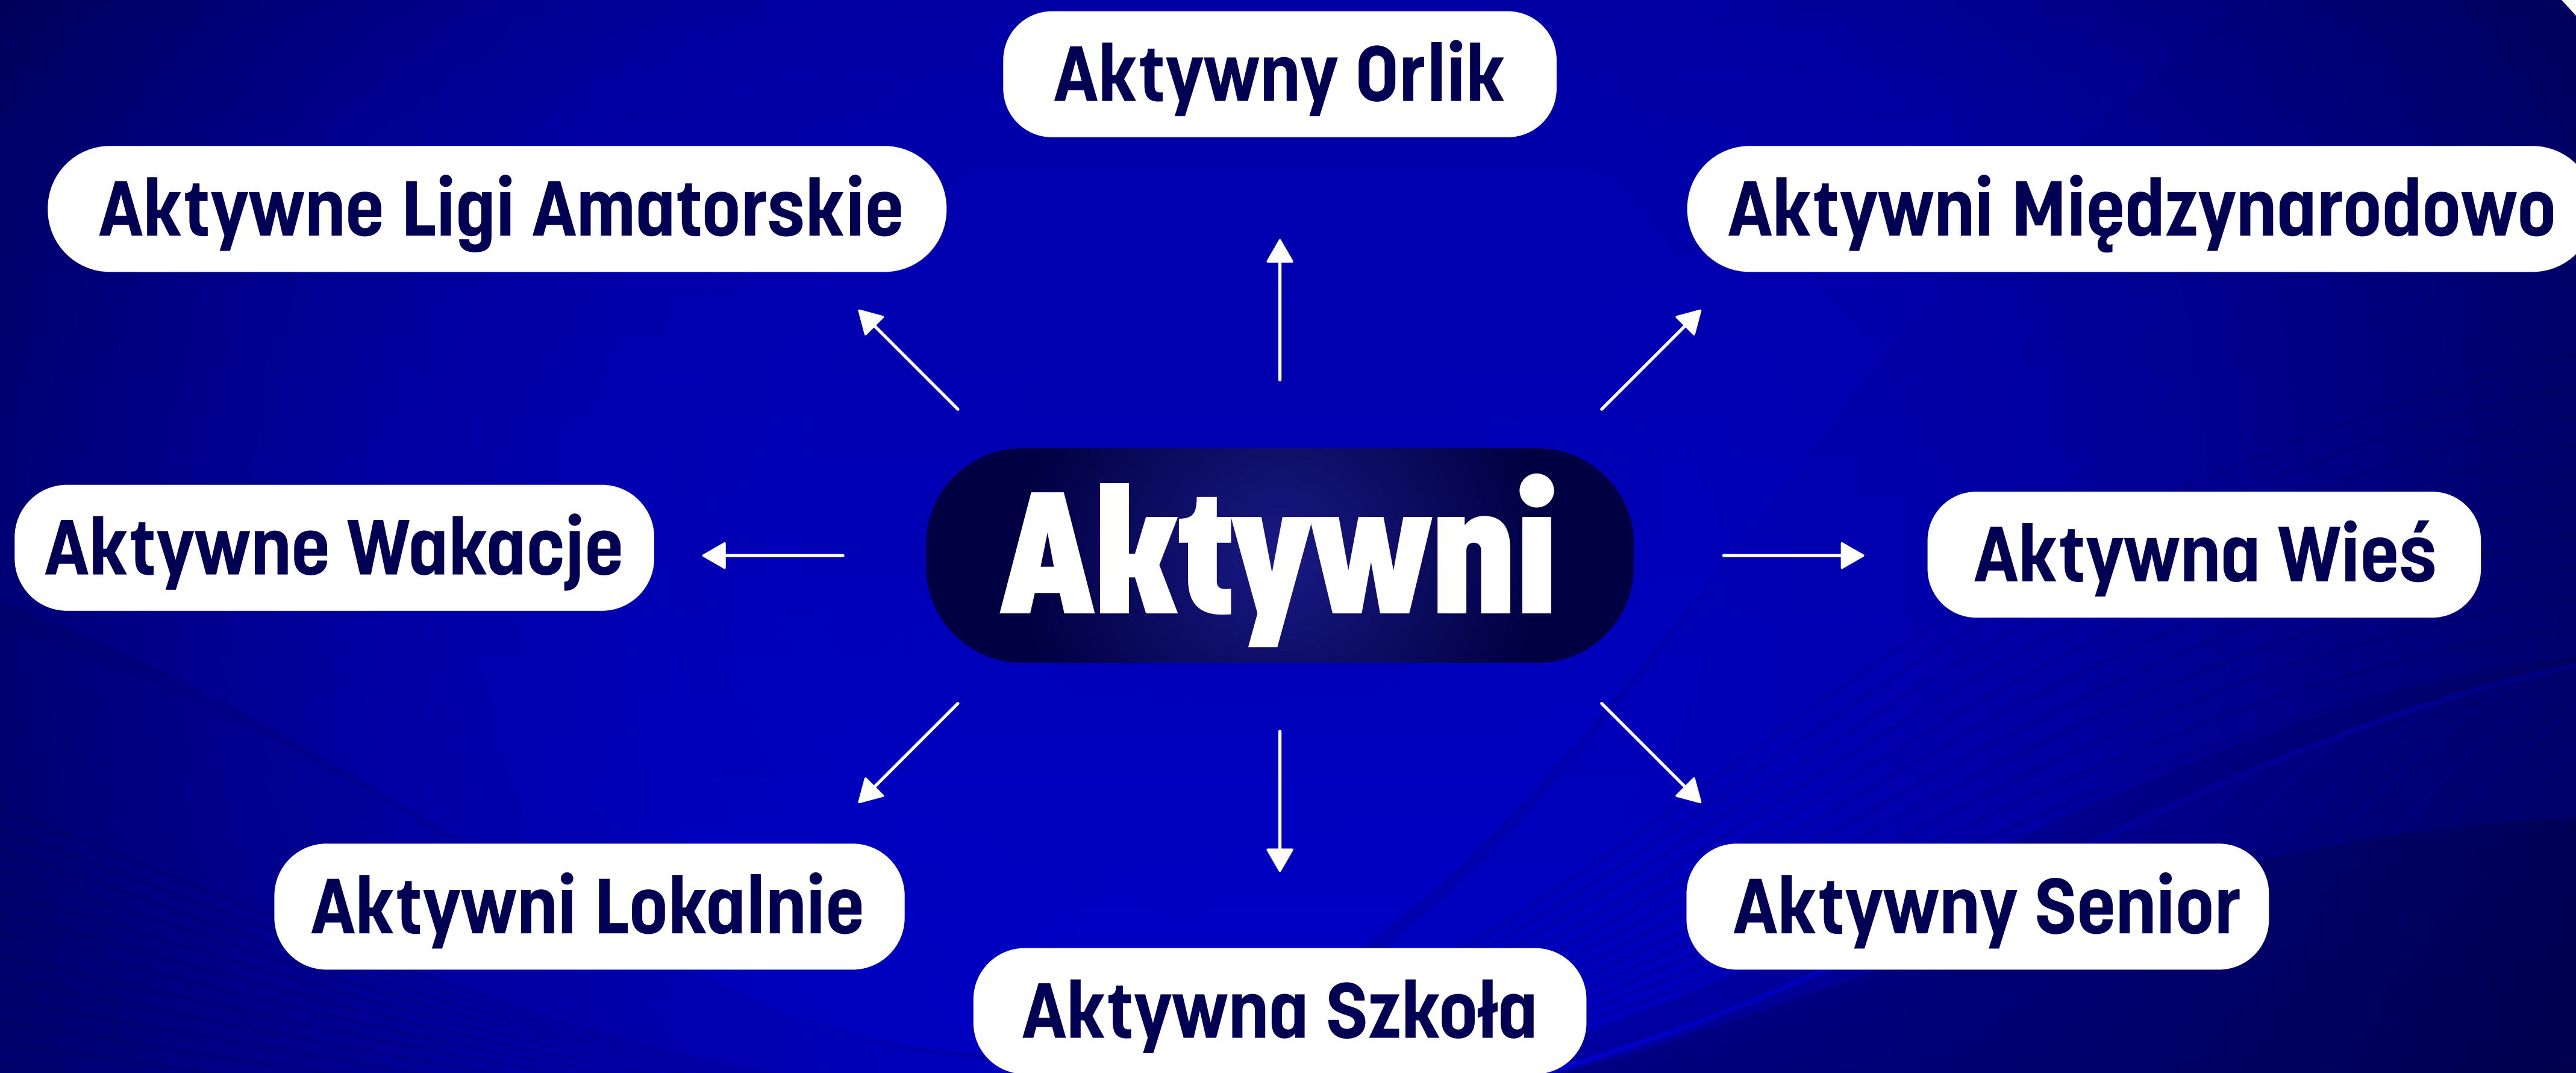 Aktywny Orlik
Aktywne Ligi Amatorskie
Aktywni Międzynarodowo
Aktywni
Aktywne Wakacje
Aktywna Wieś
Aktywni Lokalnie
Aktywny Senior
Aktywna Szkoła